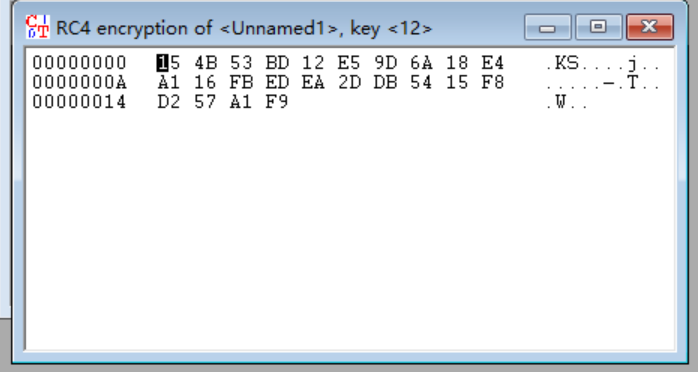 RC4 encryption of <Unnamed1>, key <12>
00000000 15 4B 53 BD 12 E5 9D 6A 18 E4 .KS....j..
0000000A A1 16 FB ED EA 2D DB 54 15 F8 .....-.T..
00000014 D2 57 A1 F9 .W..